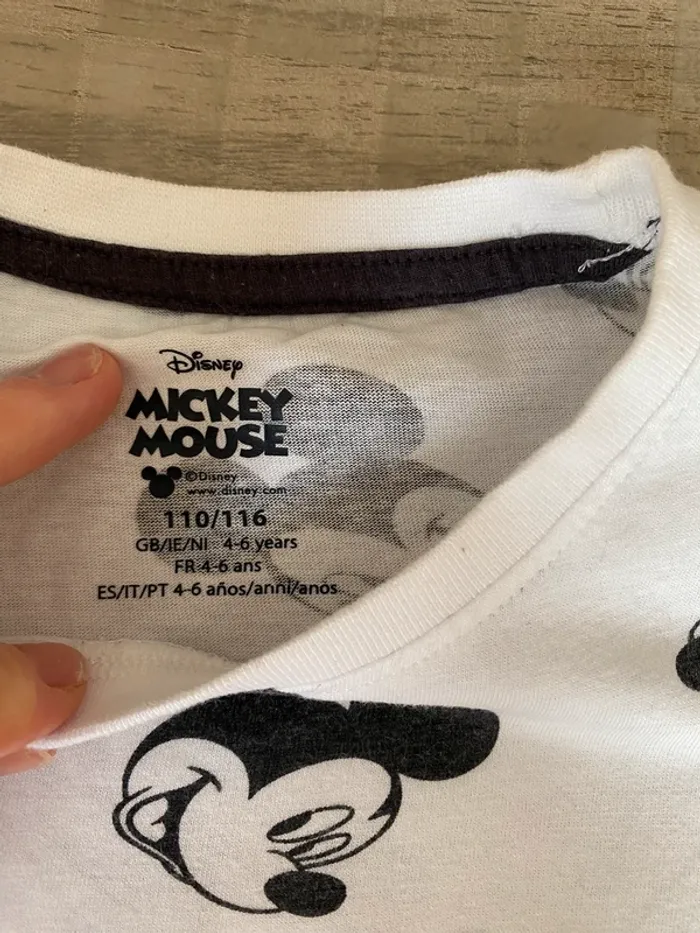 Disney
MICKEY
MOUSE
©Disney
www.disney.com
110/116
GB/IE/NI 4-6 years
FR 4-6 ans
ES/IT/PT 4-6 años/anni/anos